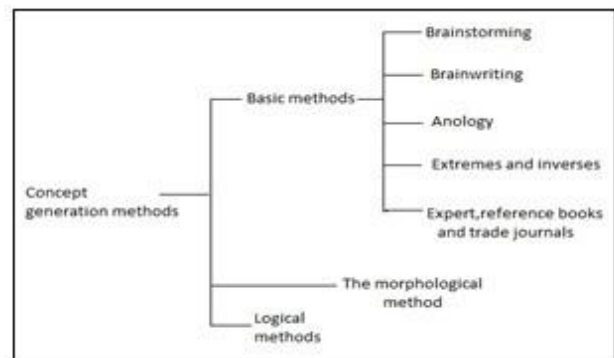 Brainstorming
Brainwriting
Basic methods
Anology
Extremes and inverses
Concept
generation methods
Expert,reference books
and trade journals
The morphological
method
Logical
methods